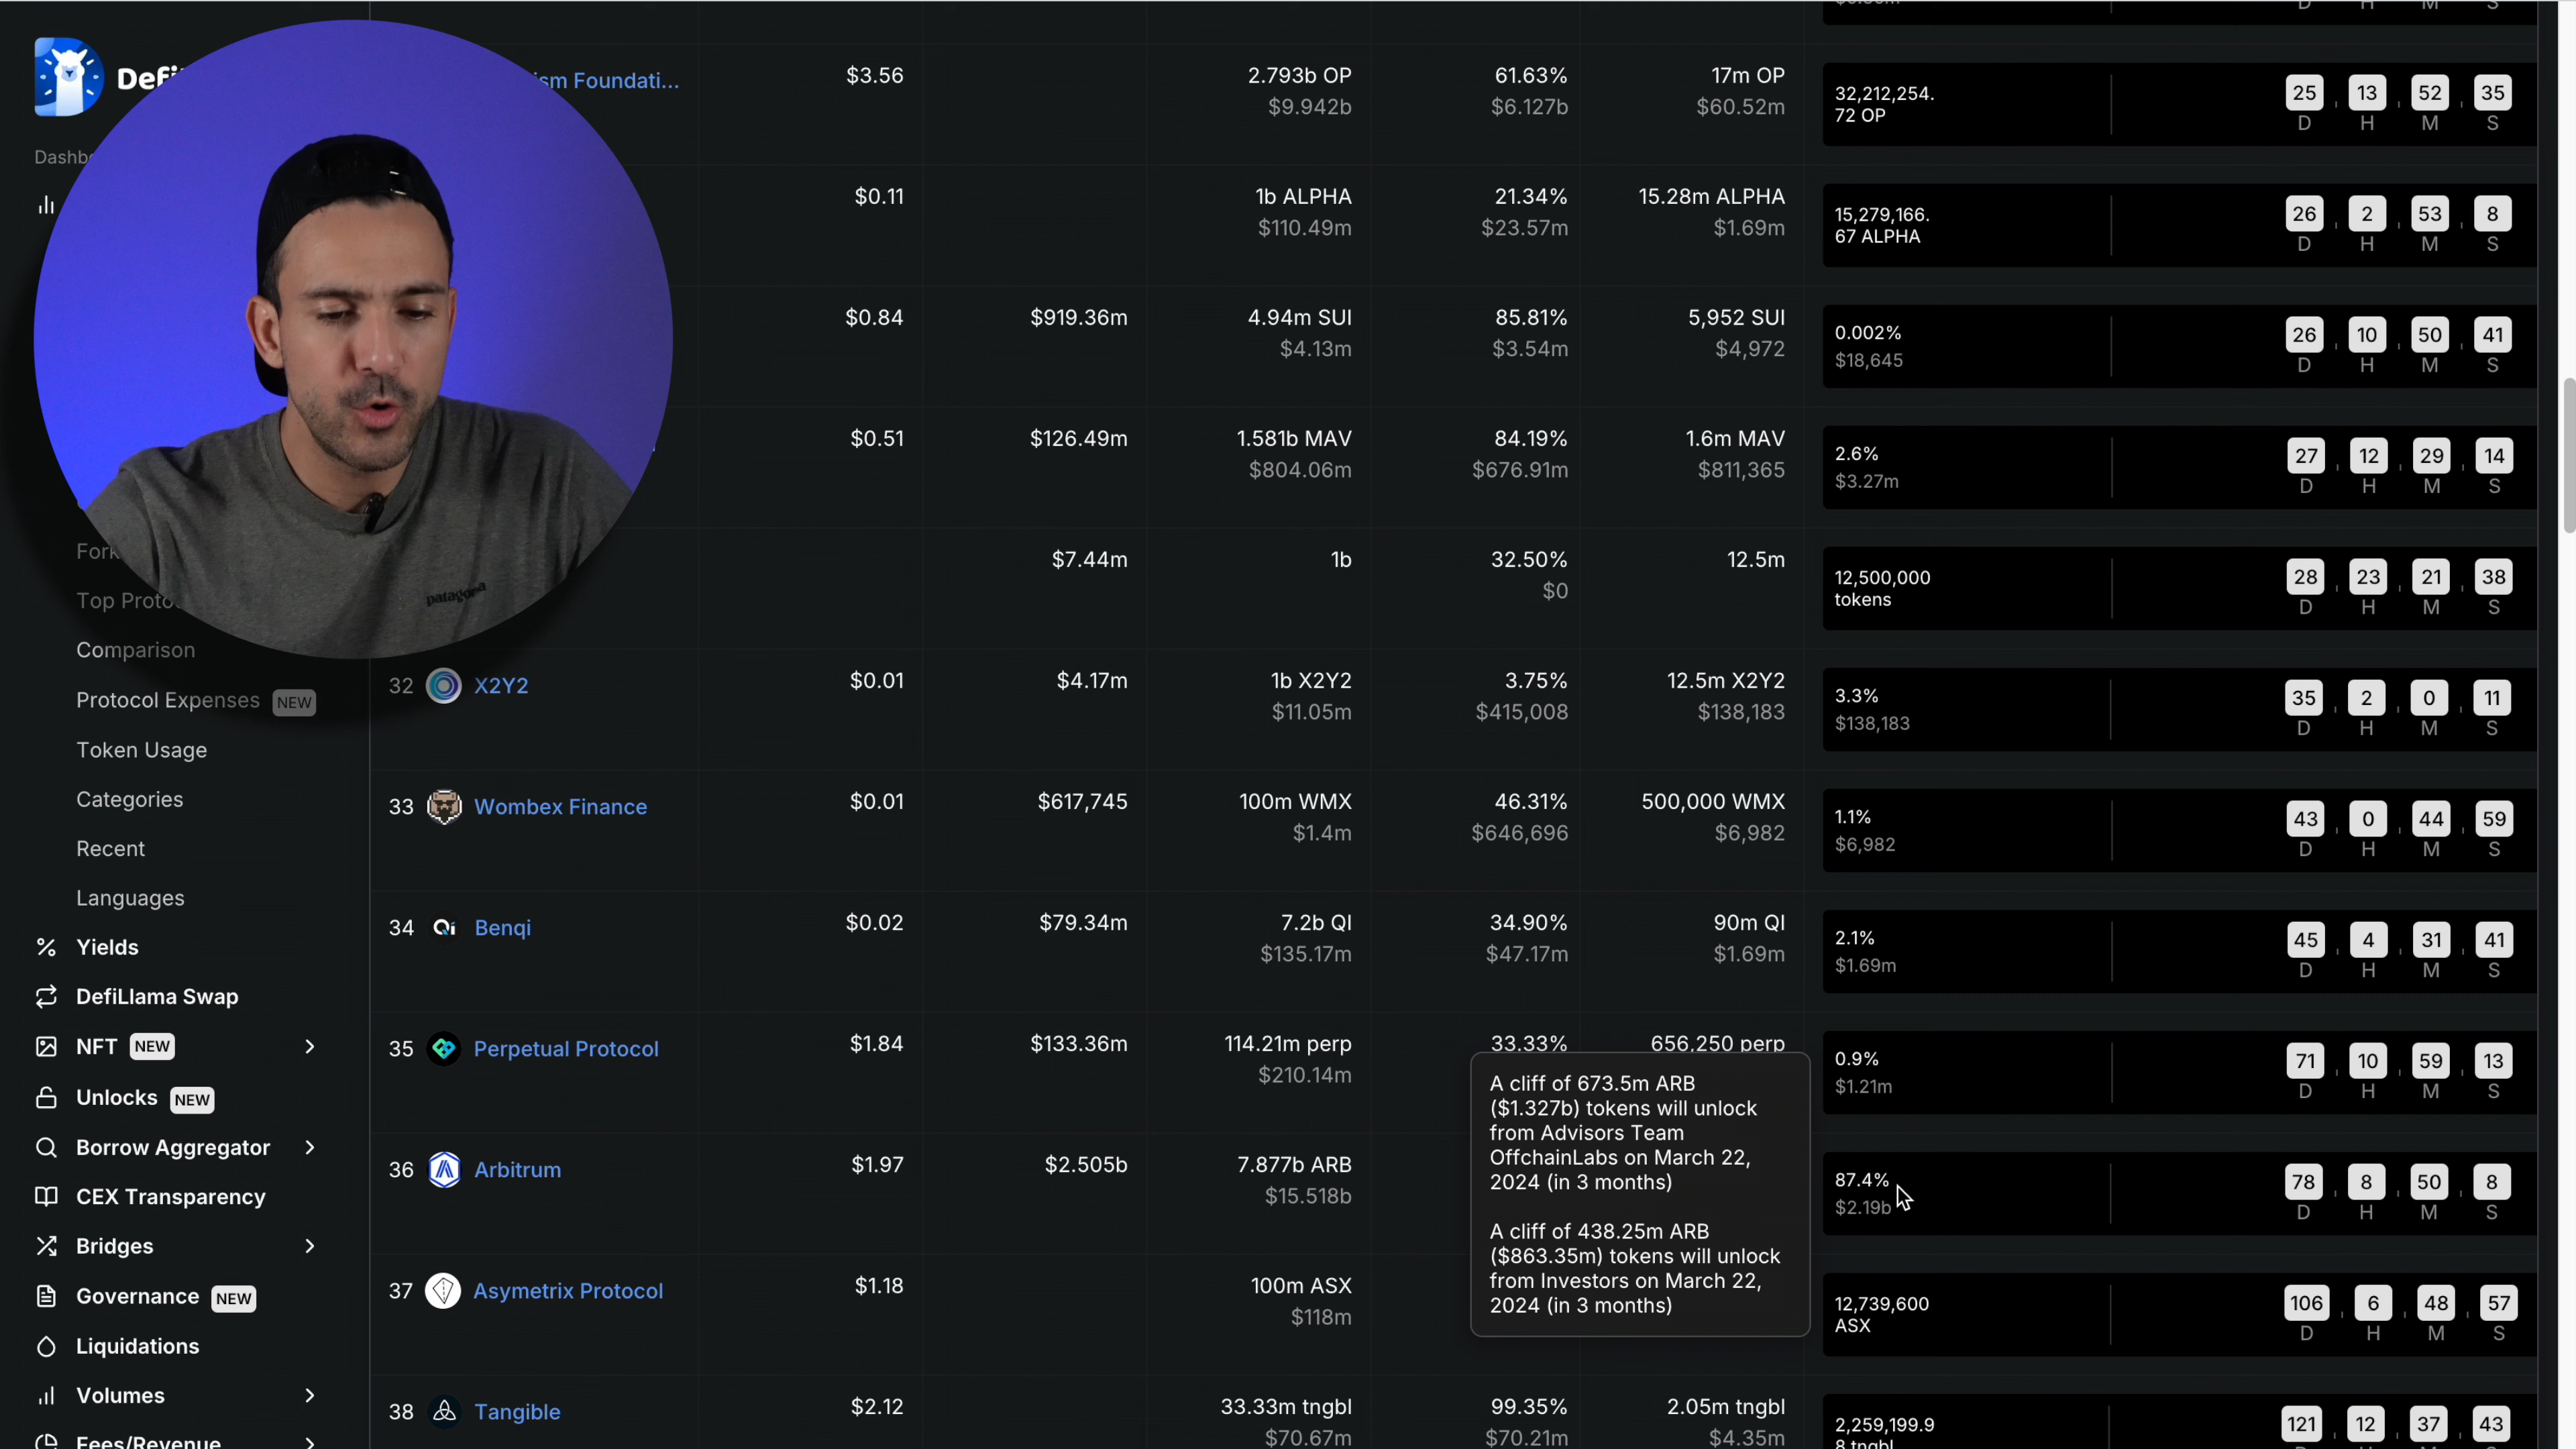 D H M S
Defi
ism Foundati...
$3.56
2.793b OP
$9.942b
61.63%
$6.127b
17m OP
$60.52m
32,212,254.
72 OP
25 13 52 35
D H M S
Dashb
$0.11
1b ALPHA
$110.49m
21.34%
$23.57m
15.28m ALPHA
$1.69m
15,279,166.
67 ALPHA
26 2 53 8
D H M S
$0.84
$919.36m
4.94m SUI
$4.13m
85.81%
$3.54m
5,952 SUI
$4,972
0.002%
$18,645
26 10 50 41
D H M S
$0.51
$126.49m
1.581b MAV
$804.06m
84.19%
$676.91m
1.6m MAV
$811,365
2.6%
$3.27m
27 12 29 14
D H M S
patagonia
$7.44m
1b
32.50%
$0
12.5m
12,500,000
tokens
28 23 21 38
D H M S
Fork
Top Proto
Comparison
Protocol Expenses NEW
Token Usage
Categories
Recent
Languages
Yields
DefiLlama Swap
NFT NEW
Unlocks NEW
Borrow Aggregator
CEX Transparency
Bridges
Governance NEW
Liquidations
Volumes
Fees/Revenue
32 X2Y2
$0.01
$4.17m
1b X2Y2
$11.05m
3.75%
$415,008
12.5m X2Y2
$138,183
3.3%
$138,183
35 2 0 11
D H M S
33 Wombex Finance
$0.01
$617,745
100m WMX
$1.4m
46.31%
$646,696
500,000 WMX
$6,982
1.1%
$6,982
43 0 44 59
D H M S
34 Qi Benqi
$0.02
$79.34m
7.2b QI
$135.17m
34.90%
$47.17m
90m QI
$1.69m
2.1%
$1.69m
45 4 31 41
D H M S
35 Perpetual Protocol
$1.84
$133.36m
114.21m perp
$210.14m
33.33%
656,250 perp
0.9%
$1.21m
71 10 59 13
D H M S
A cliff of 673.5m ARB
($1.327b) tokens will unlock
from Advisors Team
OffchainLabs on March 22,
2024 (in 3 months)
A cliff of 438.25m ARB
($863.35m) tokens will unlock
from Investors on March 22,
2024 (in 3 months)
36 Arbitrum
$1.97
$2.505b
7.877b ARB
$15.518b
87.4%
$2.19b
78 8 50 8
D H M S
37 Asymetrix Protocol
$1.18
100m ASX
$118m
12,739,600
ASX
106 6 48 57
D H M S
38 Tangible
$2.12
33.33m tngbl
$70.67m
99.35%
$70.21m
2.05m tngbl
$4.35m
2,259,199.9
8 tngbl
121 12 37 43